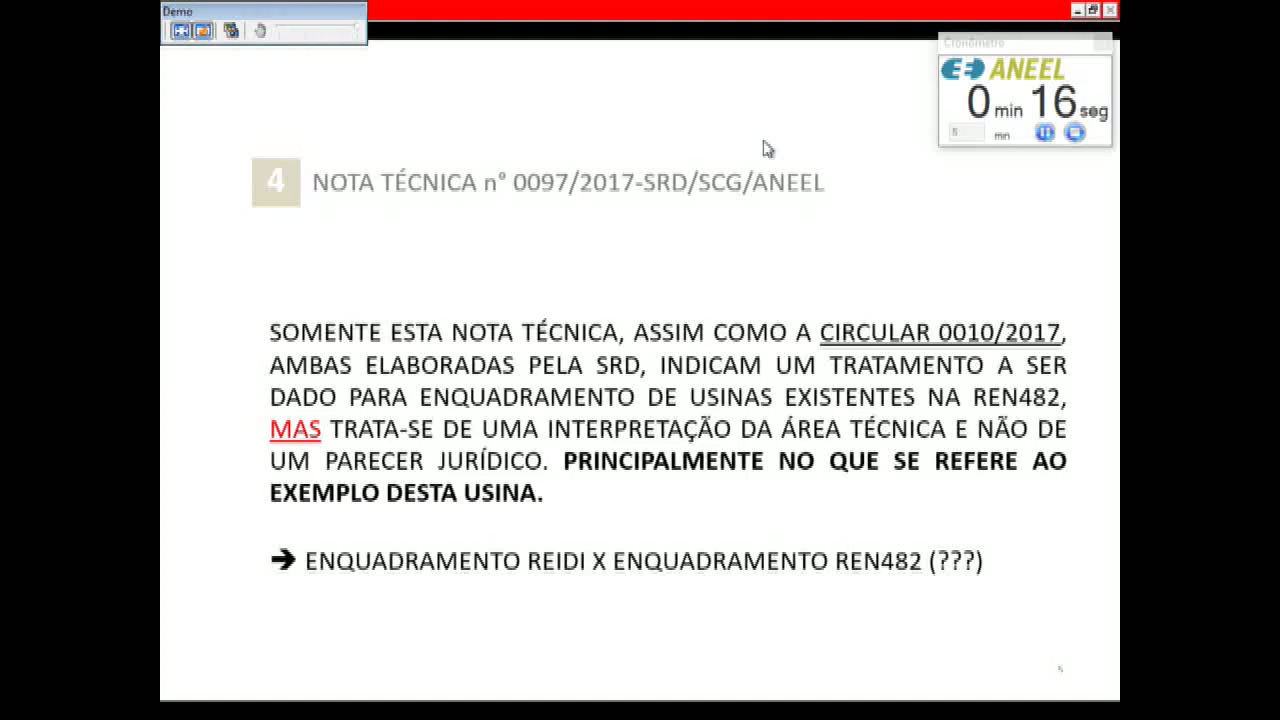 Demo
Cronômetro
ANEEL
0 min 16 seg
mn
4 NOTA TÉCNICA n° 0097/2017-SRD/SCG/ANEEL
SOMENTE ESTA NOTA TÉCNICA, ASSIM COMO A CIRCULAR 0010/2017,
AMBAS ELABORADAS PELA SRD, INDICAM UM TRATAMENTO A SER
DADO PARA ENQUADRAMENTO DE USINAS EXISTENTES NA REN482,
MAS TRATA-SE DE UMA INTERPRETAÇÃO DA ÁREA TÉCNICA E NÃO DE
UM PARECER JURÍDICO. PRINCIPALMENTE NO QUE SE REFERE AO
EXEMPLO DESTA USINA.
➔ ENQUADRAMENTO REIDI X ENQUADRAMENTO REN482 (???)